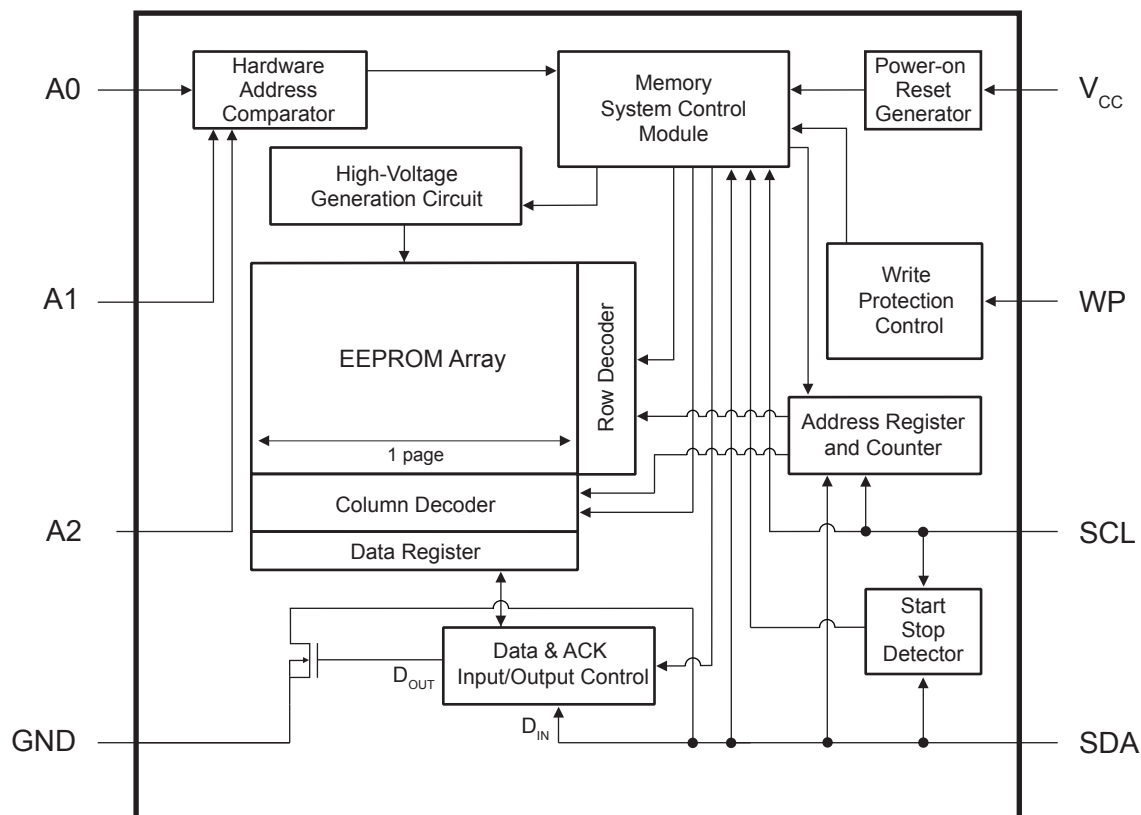 A0
Hardware
Address
Comparator
Memory
System Control
Module
Power-on
Reset
Generator
VCC
High-Voltage
Generation Circuit
A1
EEPROM Array
Row Decoder
Write
Protection
Control
WP
1 page
Address Register
and Counter
Column Decoder
A2
Data Register
SCL
Start
Stop
Detector
Data & ACK
Input/Output Control
DOUT
DIN
GND
SDA